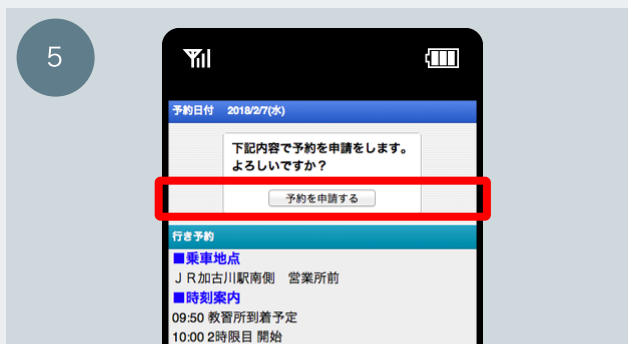 5
予約日付 2018/2/7(水)
下記内容で予約を申請をします。
よろしいですか？
予約を申請する
行き予約
■乗車地点
ＪＲ加古川駅南側 営業所前
■時刻案内
09:50 教習所到着予定
10:00 2時限目 開始